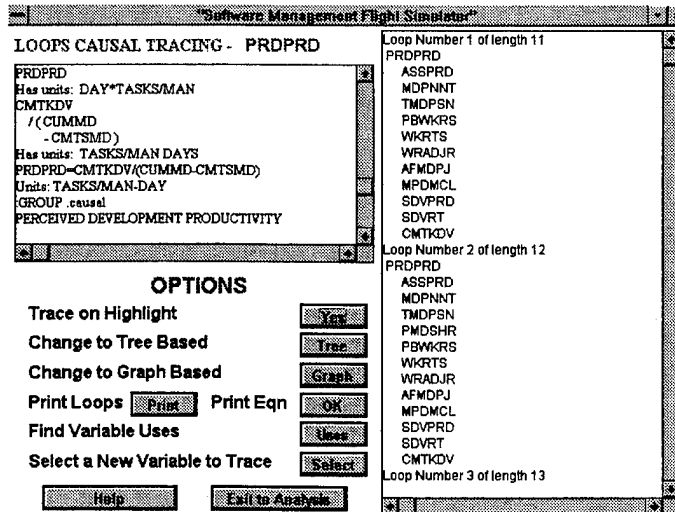 "Software Management Flight Simulator"
LOOPS CAUSAL TRACING - PRDPRD
PRDPRD
Has units: DAY*TASKS/MAN
CMTKDV
/(CUMMD
-CMTSMD)
Has units: TASKS/MAN DAYS
PRDPRD=CMTKDV/(CUMMD-CMTSMD)
Units: TASKS/MAN-DAY
:GROUP .causal
PERCEIVED DEVELOPMENT PRODUCTIVITY
OPTIONS
Trace on Highlight Yes
Change to Tree Based Tree
Change to Graph Based Graph
Print Loops Print Print Eqn OK
Find Variable Uses Uses
Select a New Variable to Trace Select
Help Exit to Analysis
Loop Number 1 of length 11
PRDPRD
ASSPRD
MDPNNT
TMDPSN
PBWKRS
WKRTS
WRADJR
AFMDPJ
MPDMCL
SDVPRD
SDVRT
CMTKDV
Loop Number 2 of length 12
PRDPRD
ASSPRD
MDPNNT
TMDPSN
PMDSHR
PBWKRS
WKRTS
WRADJR
AFMDPJ
MPDMCL
SDVPRD
SDVRT
CMTKDV
Loop Number 3 of length 13